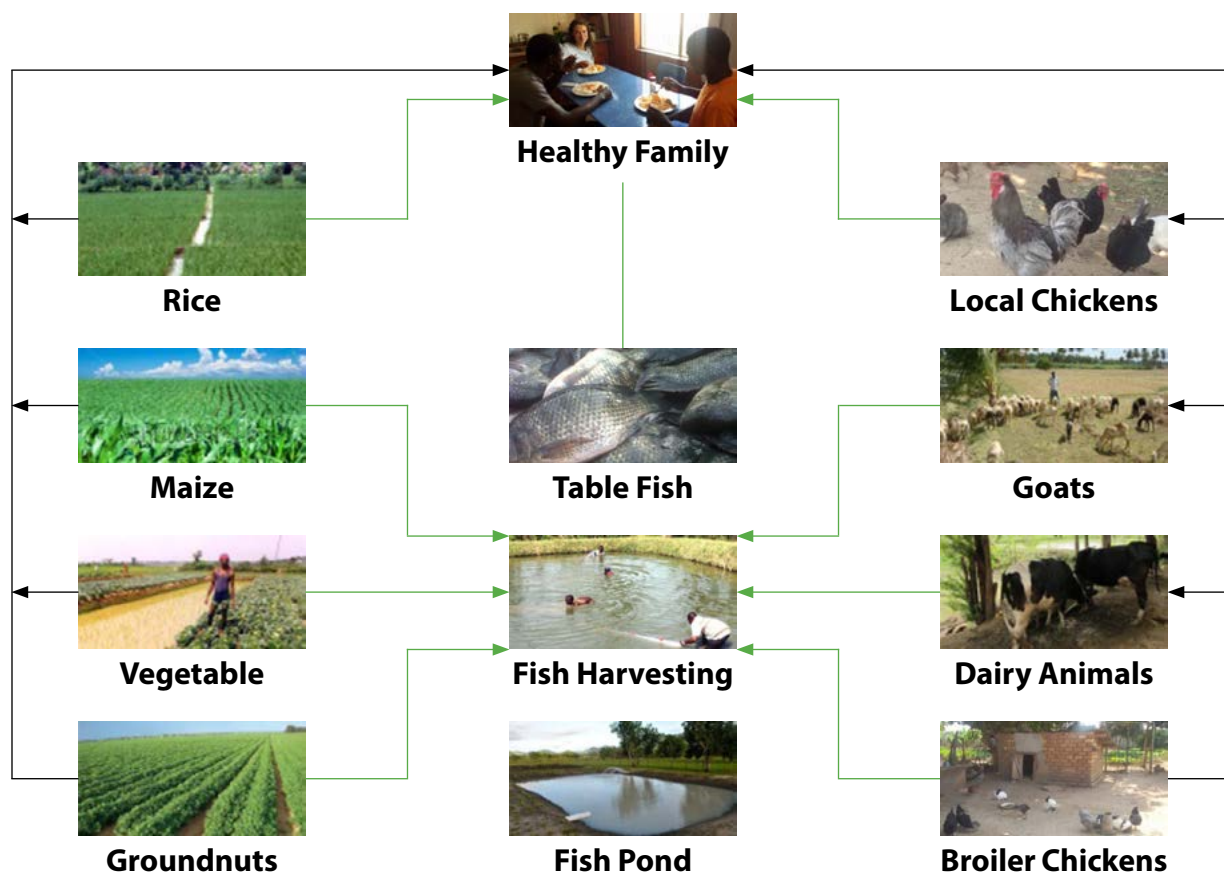 Healthy Family
Rice
Local Chickens
Maize
Table Fish
Goats
Vegetable
Fish Harvesting
Dairy Animals
Groundnuts
Fish Pond
Broiler Chickens